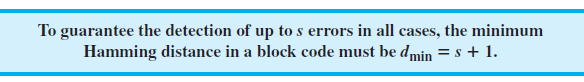 To guarantee the detection of up to s errors in all cases, the minimum
Hamming distance in a block code must be dmin = s + 1.